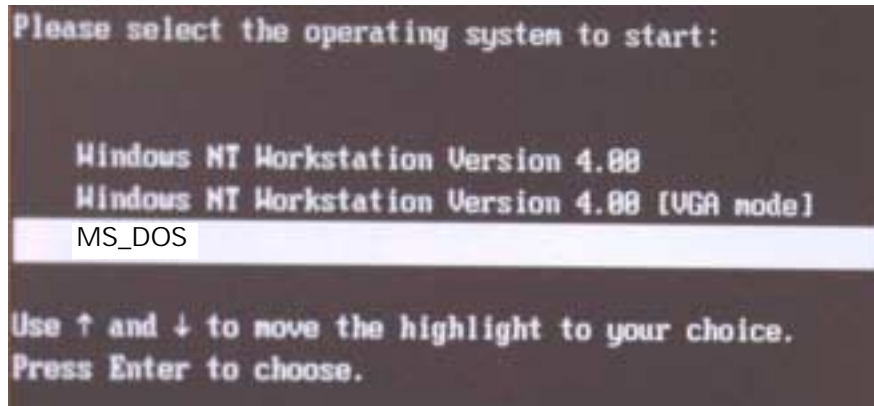 Please select the operating system to start:
Windows NT Workstation Version 4.00
Windows NT Workstation Version 4.00 [VGA mode]
MS_DOS
Use ↑ and ↓ to move the highlight to your choice.
Press Enter to choose.